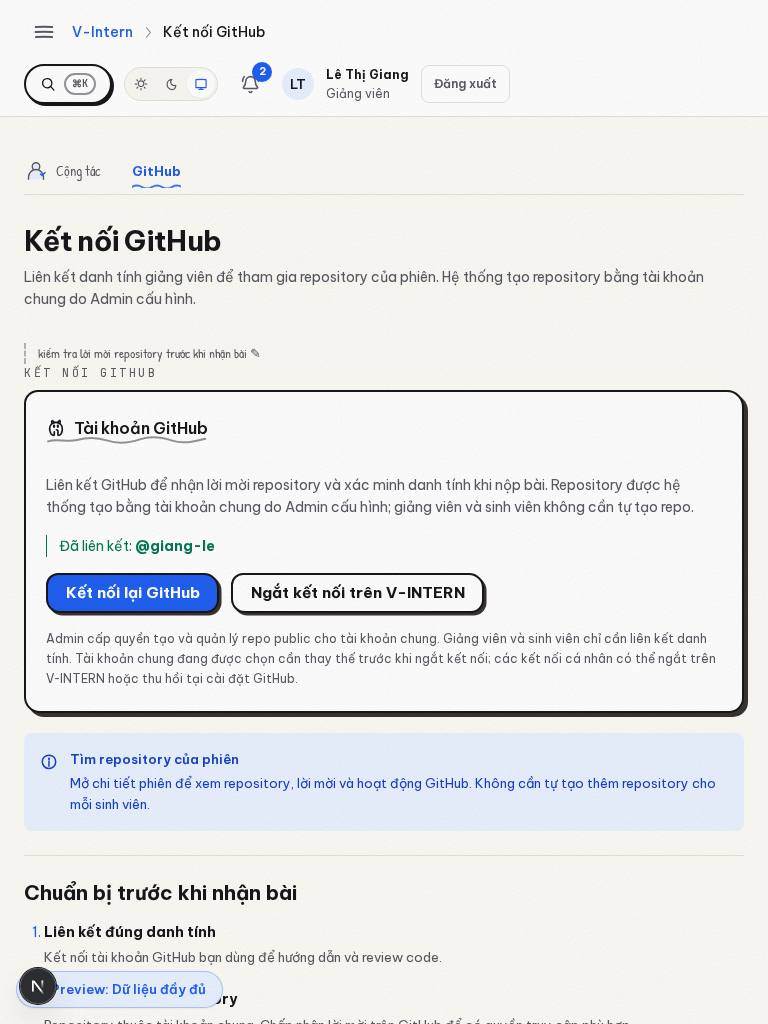 V-Intern > Kết nối GitHub
⌘K
2
LT
Lê Thị Giang
Giảng viên
Đăng xuất
Cộng tác
GitHub
Kết nối GitHub
Liên kết danh tính giảng viên để tham gia repository của phiên. Hệ thống tạo repository bằng tài khoản
chung do Admin cấu hình.
kiểm tra lời mời repository trước khi nhận bài ✎
KẾT NỐI GITHUB
Tài khoản GitHub
Liên kết GitHub để nhận lời mời repository và xác minh danh tính khi nộp bài. Repository được hệ
thống tạo bằng tài khoản chung do Admin cấu hình; giảng viên và sinh viên không cần tự tạo repo.
Đã liên kết: @giang-le
Kết nối lại GitHub
Ngắt kết nối trên V-INTERN
Admin cấp quyền tạo và quản lý repo public cho tài khoản chung. Giảng viên và sinh viên chỉ cần liên kết danh
tính. Tài khoản chung đang được chọn cần thay thế trước khi ngắt kết nối; các kết nối cá nhân có thể ngắt trên
V-INTERN hoặc thu hồi tại cài đặt GitHub.
Tìm repository của phiên
Mở chi tiết phiên để xem repository, lời mời và hoạt động GitHub. Không cần tự tạo thêm repository cho
mỗi sinh viên.
Chuẩn bị trước khi nhận bài
1. Liên kết đúng danh tính
Kết nối tài khoản GitHub bạn dùng để hướng dẫn và review code.
N
Preview: Dữ liệu đầy đủ